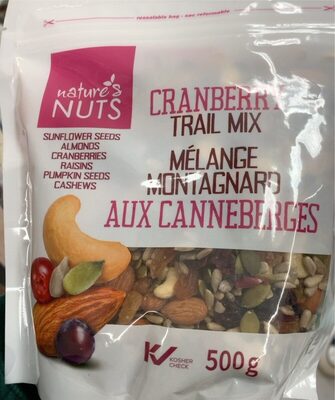 resealable bag • sac refermable
nature's
NUTS
SUNFLOWER SEEDS
ALMONDS
CRANBERRIES
RAISINS
PUMPKIN SEEDS
CASHEWS
CRANBERRY
TRAIL MIX
MÉLANGE
MONTAGNARD
AUX CANNEBERGES
KOSHER
CHECK
500g